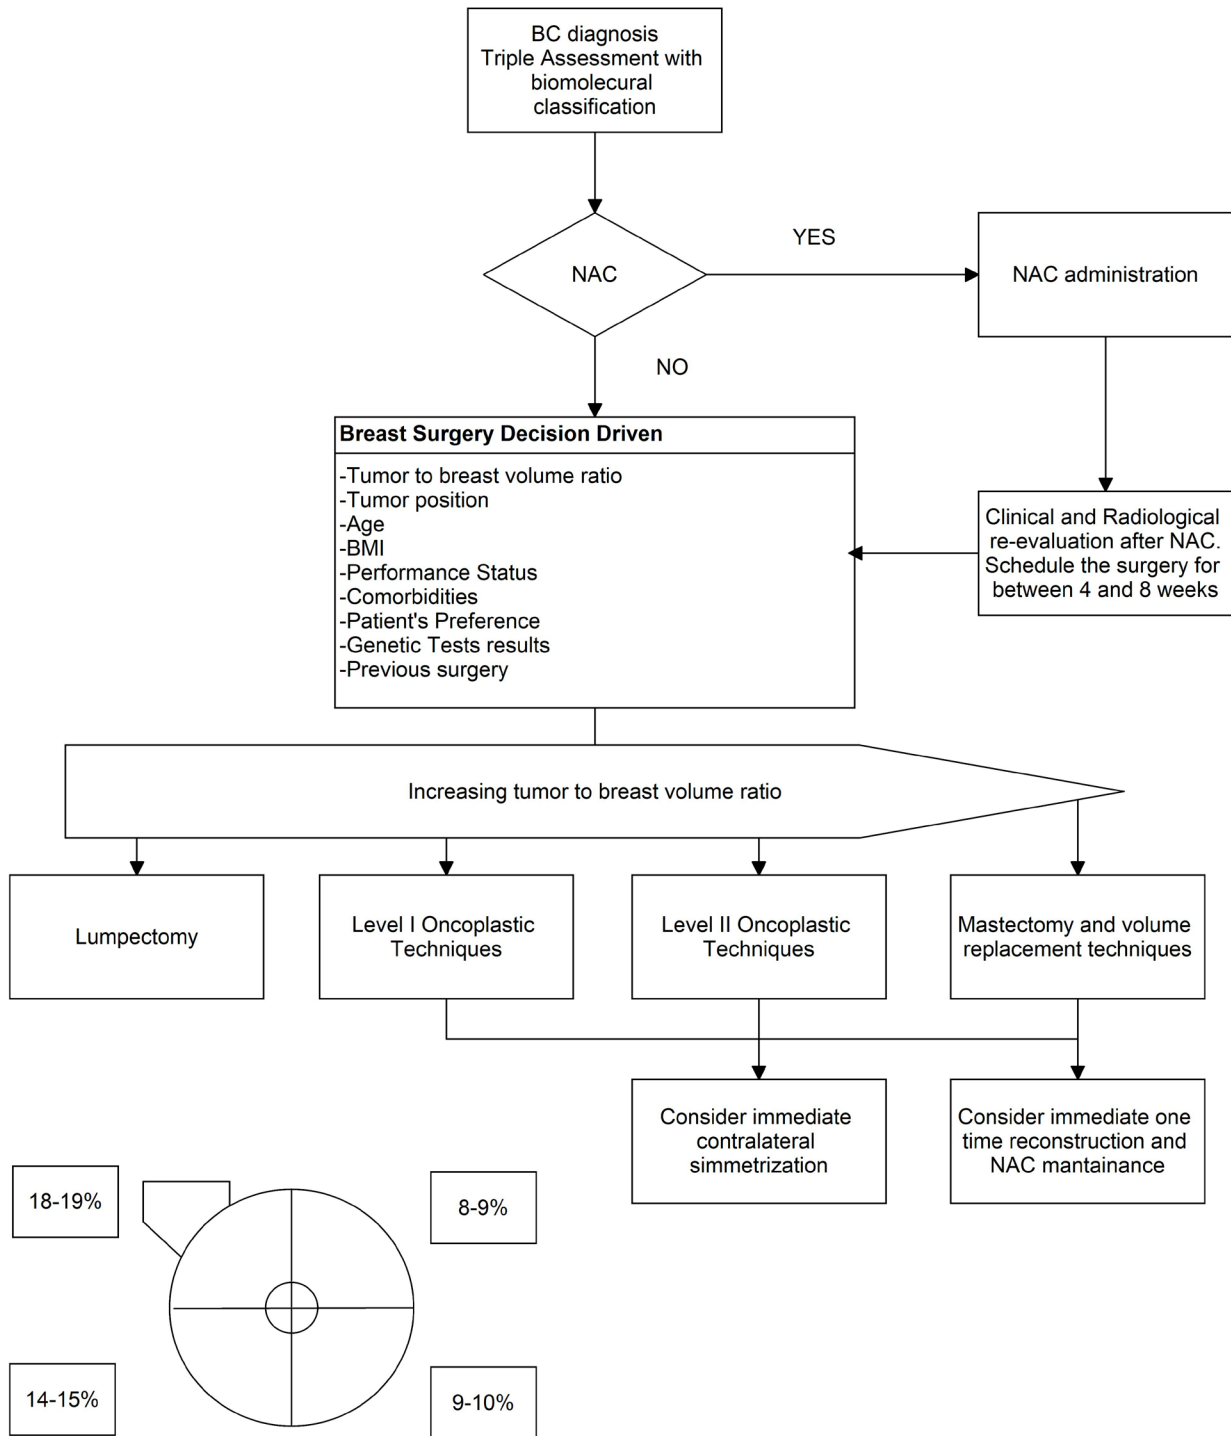 BC diagnosis
Triple Assessment with
biomolecural
classification
NAC
YES
NAC administration
NO
Breast Surgery Decision Driven
-Tumor to breast volume ratio
-Tumor position
-Age
-BMI
-Performance Status
-Comorbidities
-Patient's Preference
-Genetic Tests results
-Previous surgery
Clinical and Radiological
re-evaluation after NAC.
Schedule the surgery for
between 4 and 8 weeks
Increasing tumor to breast volume ratio
Lumpectomy
Level I Oncoplastic
Techniques
Level II Oncoplastic
Techniques
Mastectomy and volume
replacement techniques
Consider immediate
contralateral
simmetrization
Consider immediate one
time reconstruction and
NAC mantainance
18-19%
8-9%
14-15%
9-10%